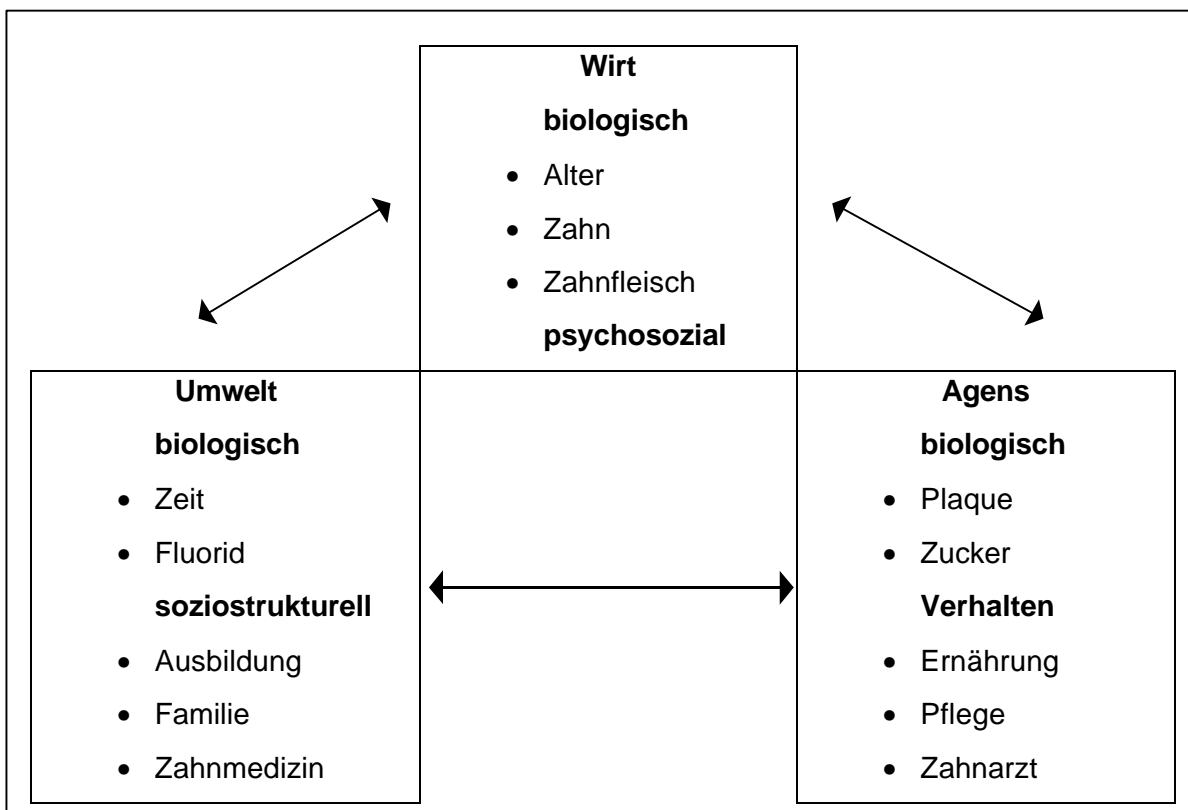 Wirt
biologisch
• Alter
• Zahn
• Zahnfleisch
psychosozial
Umwelt
biologisch
• Zeit
• Fluorid
soziostrukturell
• Ausbildung
• Familie
• Zahnmedizin
Agens
biologisch
• Plaque
• Zucker
Verhalten
• Ernährung
• Pflege
• Zahnarzt